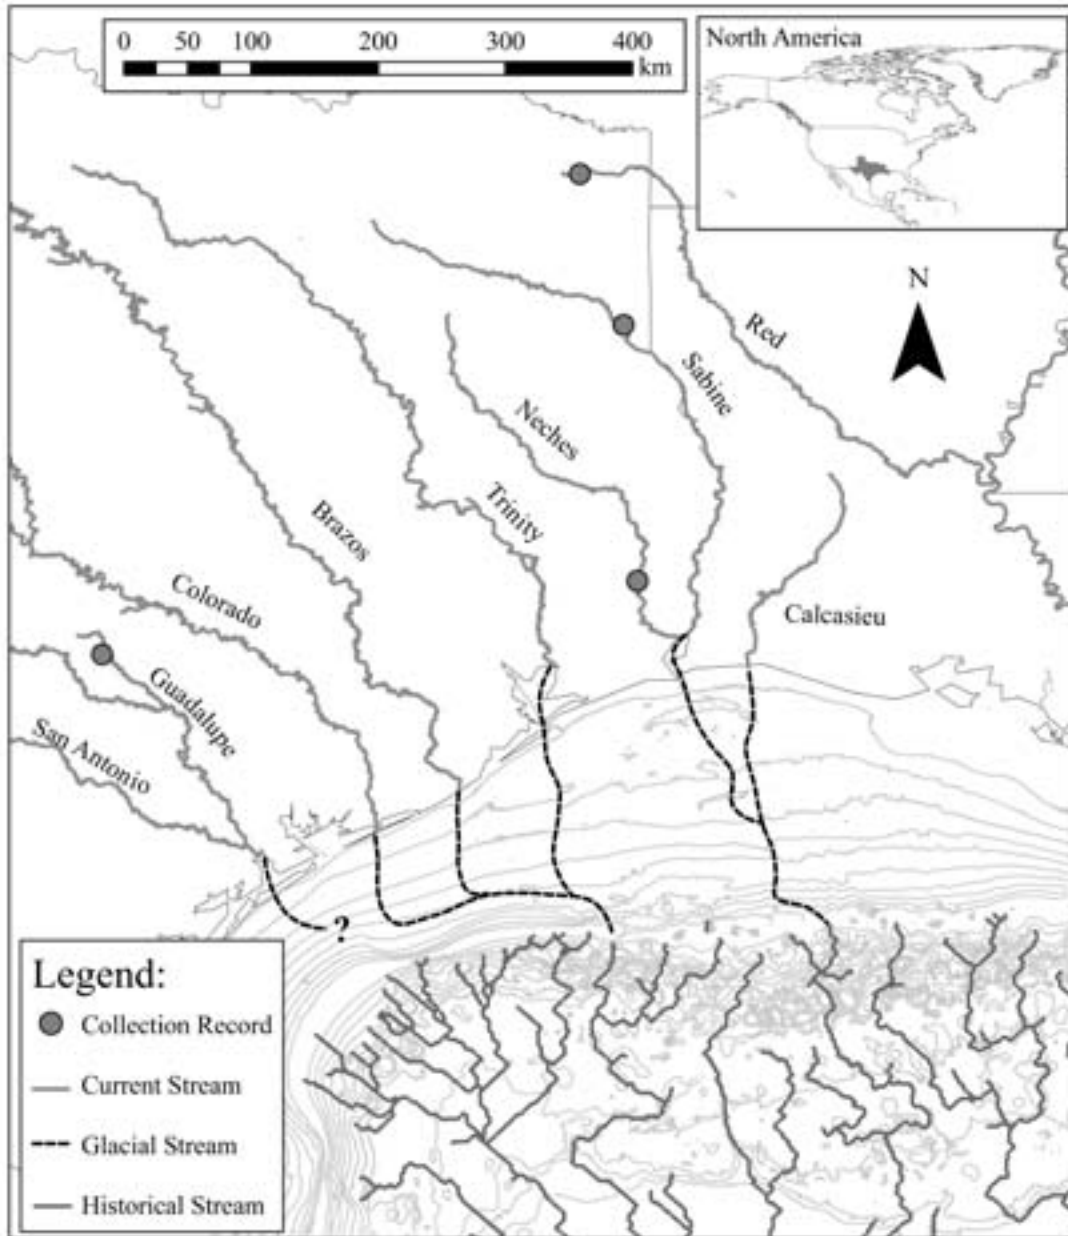 0 50 100 200 300 400
km
North America
N
Red
Sabine
Neches
Trinity
Brazos
Colorado
Calcasieu
Guadalupe
San Antonio
?
Legend:
Collection Record
Current Stream
Glacial Stream
Historical Stream